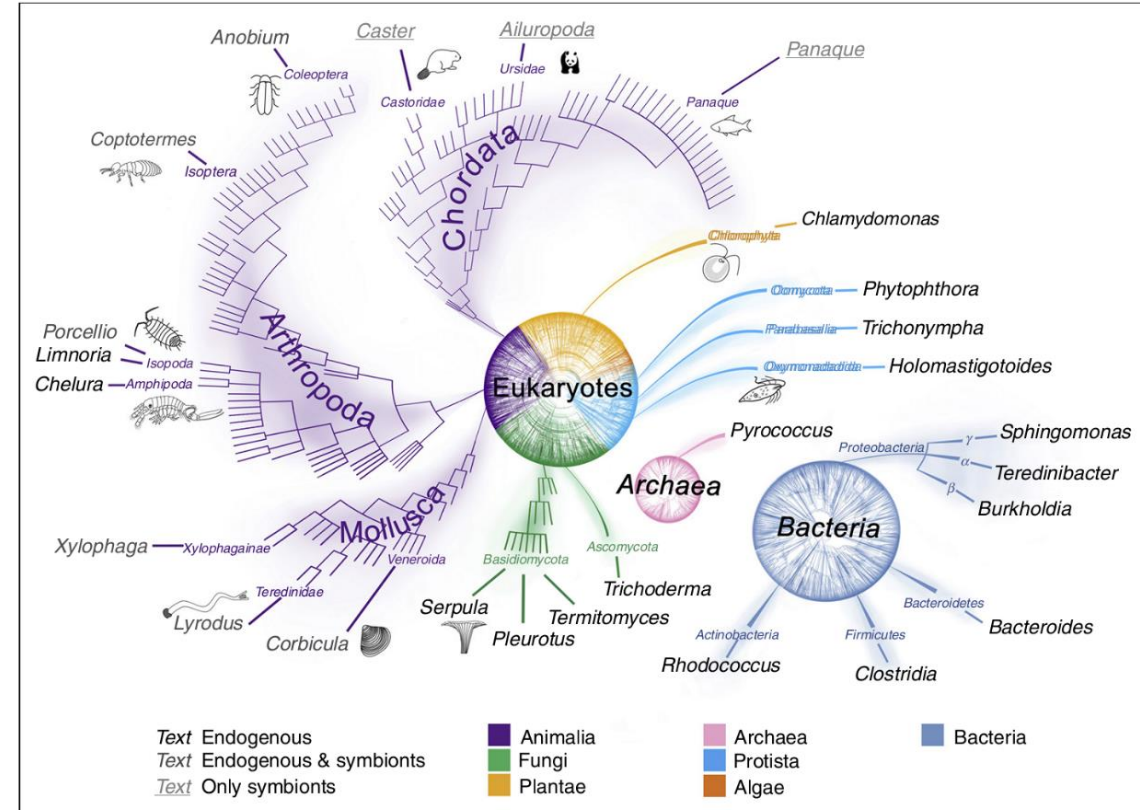 Anobium
Coleoptera
Caster
Castoridae
Ailuropoda
Ursidae
Panaque
Panaque
Coptotermes
Isoptera
Chordata
Chlorophyta
Chlamydomonas
Oomycota
Phytophthora
Parabasalia
Trichonympha
Oxymonadida
Holomastigotoides
Porcellio
Limnoria
Isopoda
Chelura
Amphipoda
Arthropoda
Eukaryotes
Pyrococcus
Archaea
Proteobacteria
γ
Sphingomonas
α
Teredinibacter
β
Burkholdia
Bacteria
Mollusca
Xylophaga
Xylophagainae
Veneroida
Teredinidae
Lyrodus
Corbicula
Basidiomycota
Ascomycota
Serpula
Pleurotus
Termitomyces
Trichoderma
Actinobacteria
Rhodococcus
Firmicutes
Clostridia
Bacteroidetes
Bacteroides
Text Endogenous
Text Endogenous & symbionts
Text Only symbionts
Animalia
Fungi
Plantae
Archaea
Protista
Algae
Bacteria